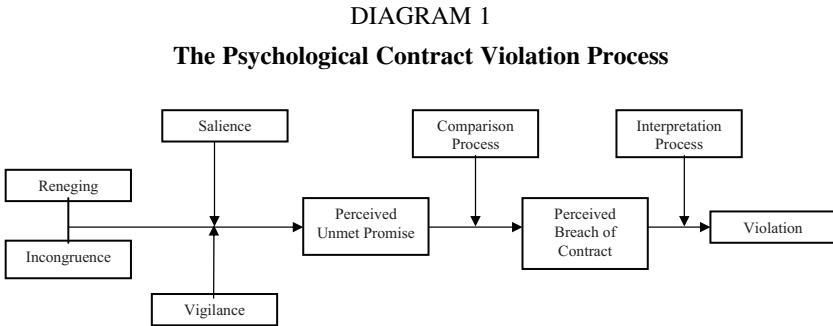 DIAGRAM 1
The Psychological Contract Violation Process
Salience
Comparison
Process
Interpretation
Process
Reneging
Incongruence
Perceived
Unmet Promise
Perceived
Breach of
Contract
Violation
Vigilance